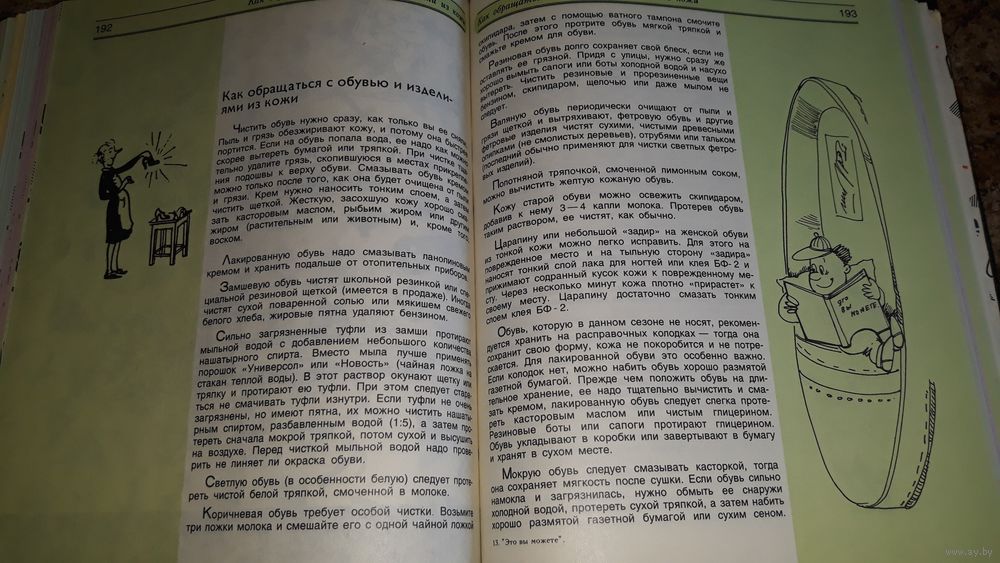 192
Как обращаться с обувью и издели-
ями из кожи
Чистить обувь нужно сразу, как только вы ее сняли.
Пыль и грязь обезжиривают кожу, и потому она быстрее
портится. Если на обувь попала вода, ее надо как можно
скорее вытереть бумагой или тряпкой. При чистке тща-
тельно удалите грязь, скопившуюся в местах прикрепле-
ния подошвы к верху обуви. Смазывать обувь кремом
можно только после того, как она будет очищена от пыли
и грязи. Крем нужно наносить тонким слоем, а затем
чистить щеткой. Жесткую, засохшую кожу хорошо сма-
зать касторовым маслом, рыбьим жиром или другим
жиром (растительным или животным) и, кроме того,
воском.
Лакированную обувь надо смазывать ланолиновым
кремом и хранить подальше от отопительных приборов.
Замшевую обувь чистят школьной резинкой или спе-
циальной резиновой щеткой (имеется в продаже). Иногда
чистят сухой поваренной солью или мякишем свежего
белого хлеба, жировые пятна удаляют бензином.
Сильно загрязненные туфли из замши протирают
мыльной водой с добавлением небольшого количества
нашатырного спирта. Вместо мыла лучше применять
порошок «Универсол» или «Новость» (чайная ложка на
стакан теплой воды). В этот раствор окунают щетку или
тряпку и протирают ею туфли. При этом следует стара-
ться не смачивать туфли изнутри. Если туфли не очень
загрязнены, но имеют пятна, их можно чистить нашаты-
рным спиртом, разбавленным водой (1:5), а затем про-
тереть сначала мокрой тряпкой, потом сухой и высушить
на воздухе. Перед чисткой мыльной водой надо прове-
рить не линяет ли окраска обуви.
Светлую обувь (в особенности белую) следует проте-
реть чистой белой тряпкой, смоченной в молоке.
Коричневая обувь требует особой чистки. Возьмите
три ложки молока и смешайте его с одной чайной ложкой
193
скипидара, затем с помощью ватного тампона смочите
обувь. После этого протрите обувь мягкой тряпкой и
смажьте кремом для обуви.
Резиновая обувь долго сохраняет свой блеск, если не
оставлять ее грязной. Придя с улицы, нужно сразу же
хорошо вымыть сапоги или боты холодной водой и насухо
вытереть. Чистить резиновые и прорезиненные вещи
бензином, скипидаром, щелочью или даже мылом не
следует.
Валяную обувь периодически очищают от пыли и
грязи щеткой и вытряхивают, фетровую обувь и другие
фетровые изделия чистят сухими, чистыми древесными
опилками (не смолистых деревьев), отрубями или тальком
(последний обычно применяют для чистки светлых фетро-
вых изделий).
Полотняной тряпочкой, смоченной лимонным соком,
можно вычистить желтую кожаную обувь.
Кожу старой обуви можно освежить скипидаром,
добавив к нему 3—4 капли молока. Протерев обувь
таким раствором, ее чистят, как обычно.
Царапину или небольшой «задир» на женской обуви
из тонкой кожи можно легко исправить. Для этого на
поврежденное место и на тыльную сторону «задира»
наносят тонкий слой лака для ногтей или клея БФ-2 и
прижимают содранный кусок кожи к поврежденному ме-
сту. Через несколько минут кожа плотно «прирастет» к
своему месту. Царапину достаточно смазать тонким
слоем клея БФ-2.
Обувь, которую в данном сезоне не носят, рекомен-
дуется хранить на расправочных колодках — тогда она
сохранит свою форму, кожа не покоробится и не потре-
скается. Для лакированной обуви это особенно важно.
Если колодок нет, можно набить обувь хорошо размятой
газетной бумагой. Прежде чем положить обувь на дли-
тельное хранение, ее надо тщательно вычистить и сма-
зать кремом, лакированную обувь следует слегка проте-
реть касторовым маслом или чистым глицерином.
Резиновые боты или сапоги протирают глицерином.
Обувь укладывают в коробки или завертывают в бумагу
и хранят в сухом месте.
Мокрую обувь следует смазывать касторкой, тогда
она сохраняет мягкость после сушки. Если обувь сильно
намокла и загрязнилась, нужно обмыть ее снаружи
холодной водой, протереть сухой тряпкой, а затем набить
хорошо размятой газетной бумагой или сухим сеном.
13. "Это вы можете".
ЭТО
ВЫ
МОЖЕТЕ
www.ay.by